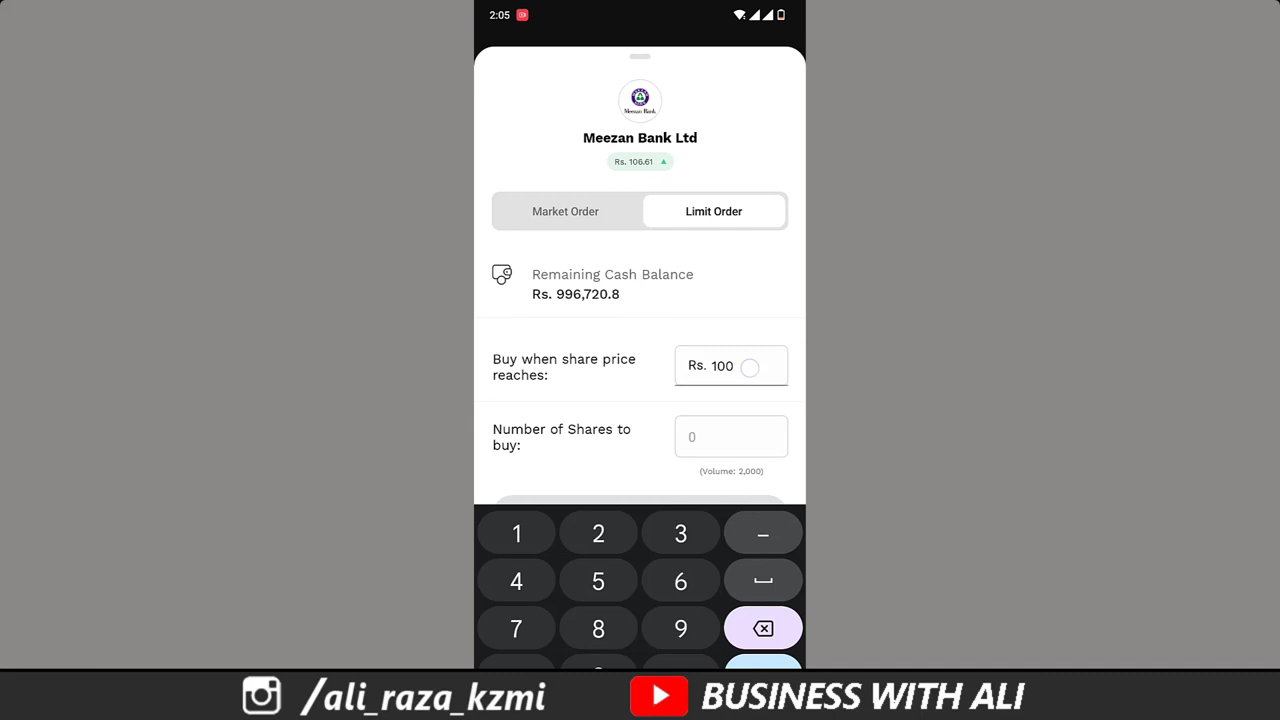 2:05
Meezan Bank
Meezan Bank Ltd
Rs. 106.61
Market Order
Limit Order
Remaining Cash Balance
Rs. 996,720.8
Buy when share price
reaches:
Rs. 100
Number of Shares to
buy:
0
(Volume: 2,000)
1 2 3 –
4 5 6
7 8 9
/ali_raza_kzmi
BUSINESS WITH ALI